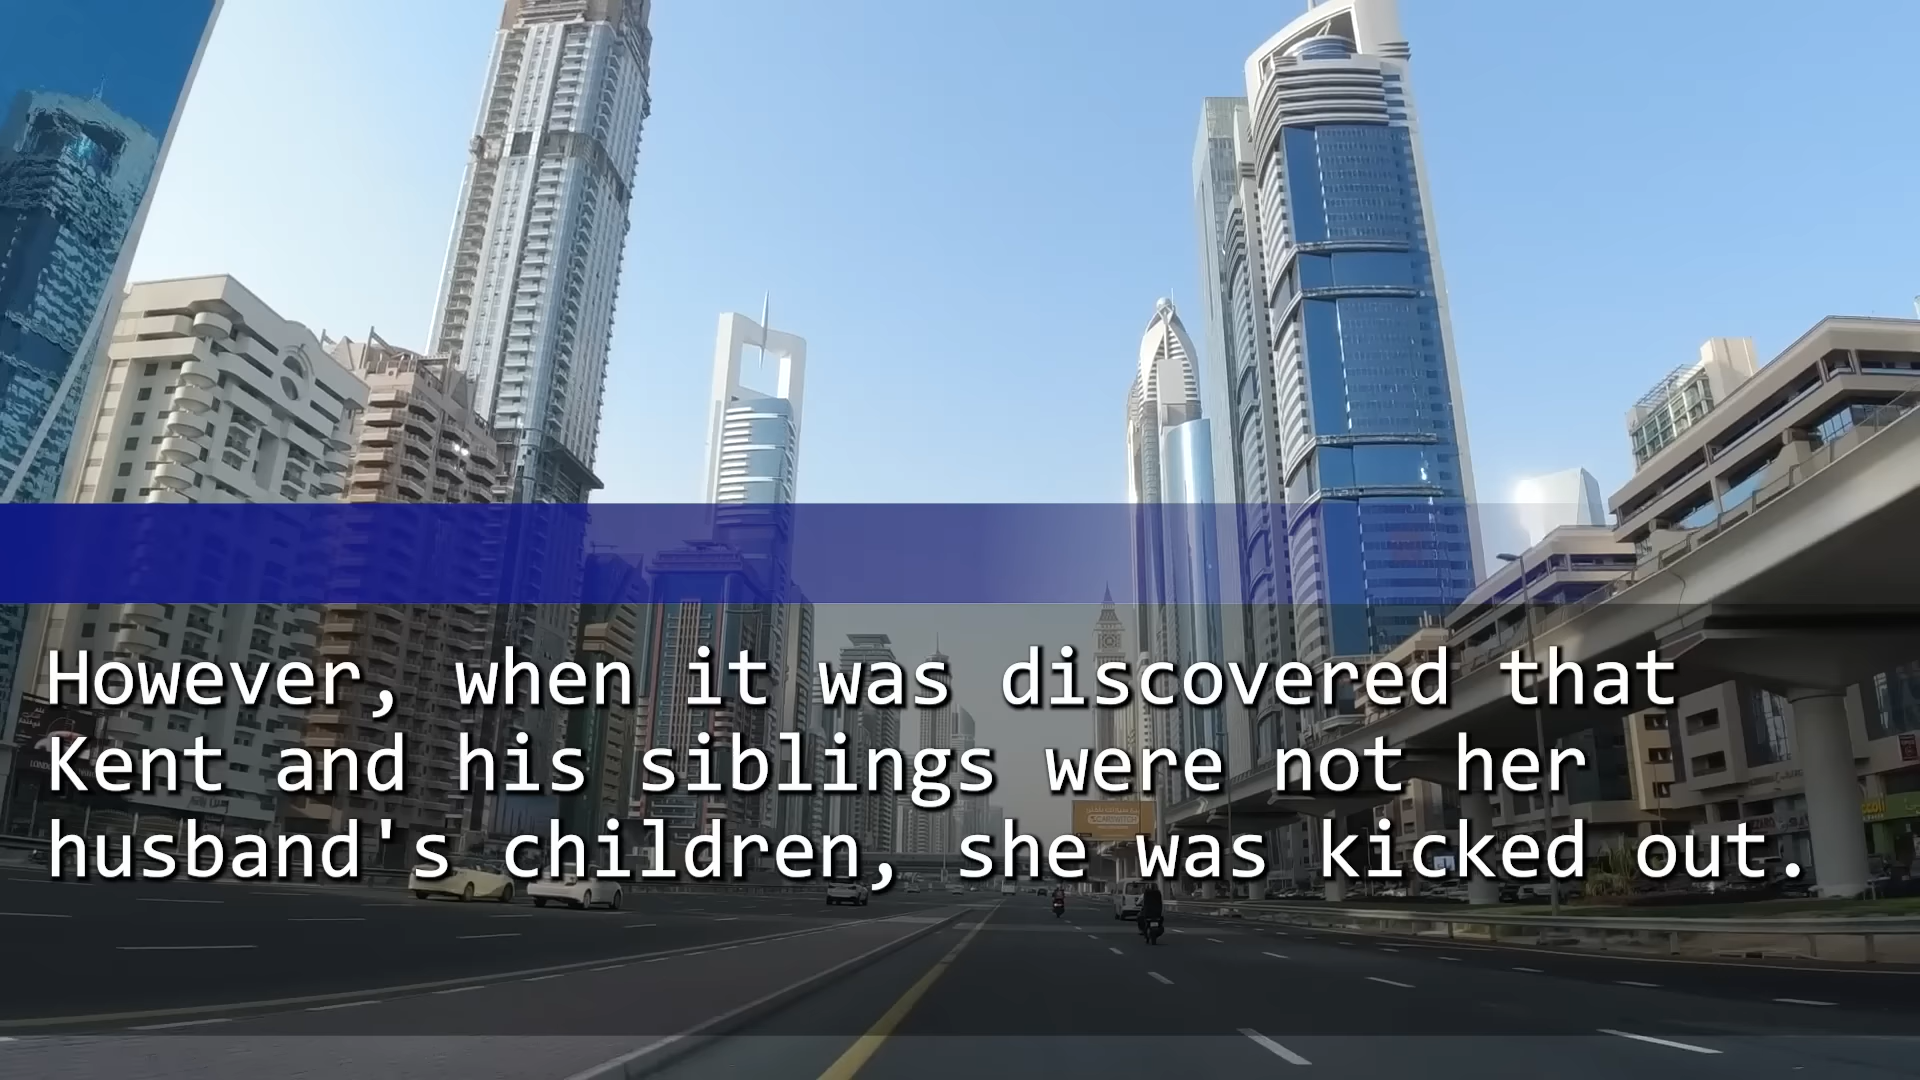 However, when it was discovered that
Kent and his siblings were not her
husband's children, she was kicked out.
CARSWITCH